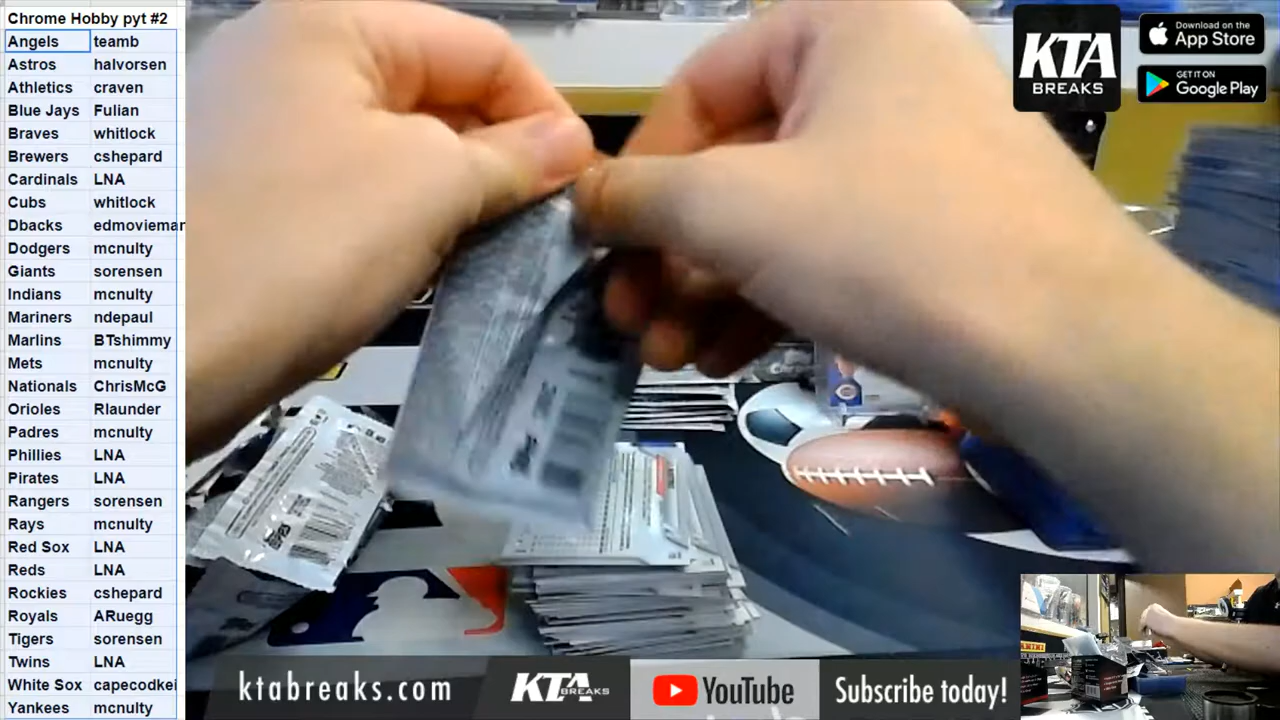 Chrome Hobby pyt #2
Angels teamb
Astros halvorsen
Athletics craven
Blue Jays Fulian
Braves whitlock
Brewers cshepard
Cardinals LNA
Cubs whitlock
Dbacks edmoviemar
Dodgers mcnulty
Giants sorensen
Indians mcnulty
Mariners ndepaul
Marlins BTshimmy
Mets mcnulty
Nationals ChrisMcG
Orioles Rlaunder
Padres mcnulty
Phillies LNA
Pirates LNA
Rangers sorensen
Rays mcnulty
Red Sox LNA
Reds LNA
Rockies cshepard
Royals ARuegg
Tigers sorensen
Twins LNA
White Sox capecodkei
Yankees mcnulty
KTA
BREAKS
Download on the
App Store
GET IT ON
Google Play
topps
PANINI
ktabreaks.com
KTA
BREAKS
YouTube
Subscribe today!